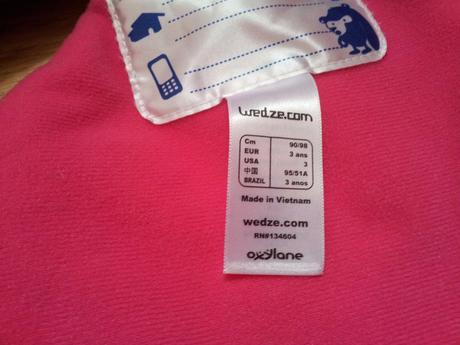 wedze.com
Cm 90/98
EUR 3 ans
USA 3
中国 95/51A
BRAZIL 3 anos
Made in Vietnam
wedze.com
RN#134604
oxylane